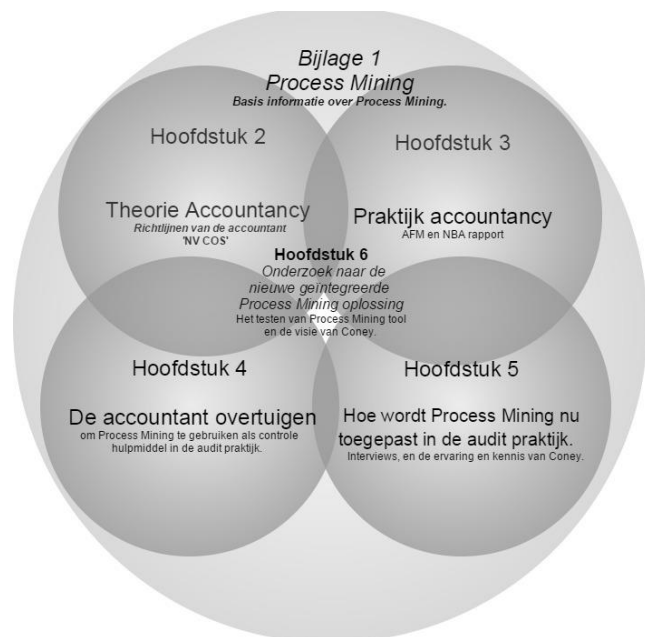 Bijlage 1
Process Mining
Basis informatie over Process Mining.
Hoofdstuk 2
Theorie Accountancy
Richtlijnen van de accountant
'NV COS'
Hoofdstuk 3
Praktijk accountancy
AFM en NBA rapport
Hoofdstuk 6
Onderzoek naar de
nieuwe geïntegreerde
Process Mining oplossing
Het testen van Process Mining tool
en de visie van Coney.
Hoofdstuk 4
De accountant overtuigen
om Process Mining te gebruiken als controle
hulpmiddel in de audit praktijk.
Hoofdstuk 5
Hoe wordt Process Mining nu
toegepast in de audit praktijk.
Interviews, en de ervaring en kennis van Coney.